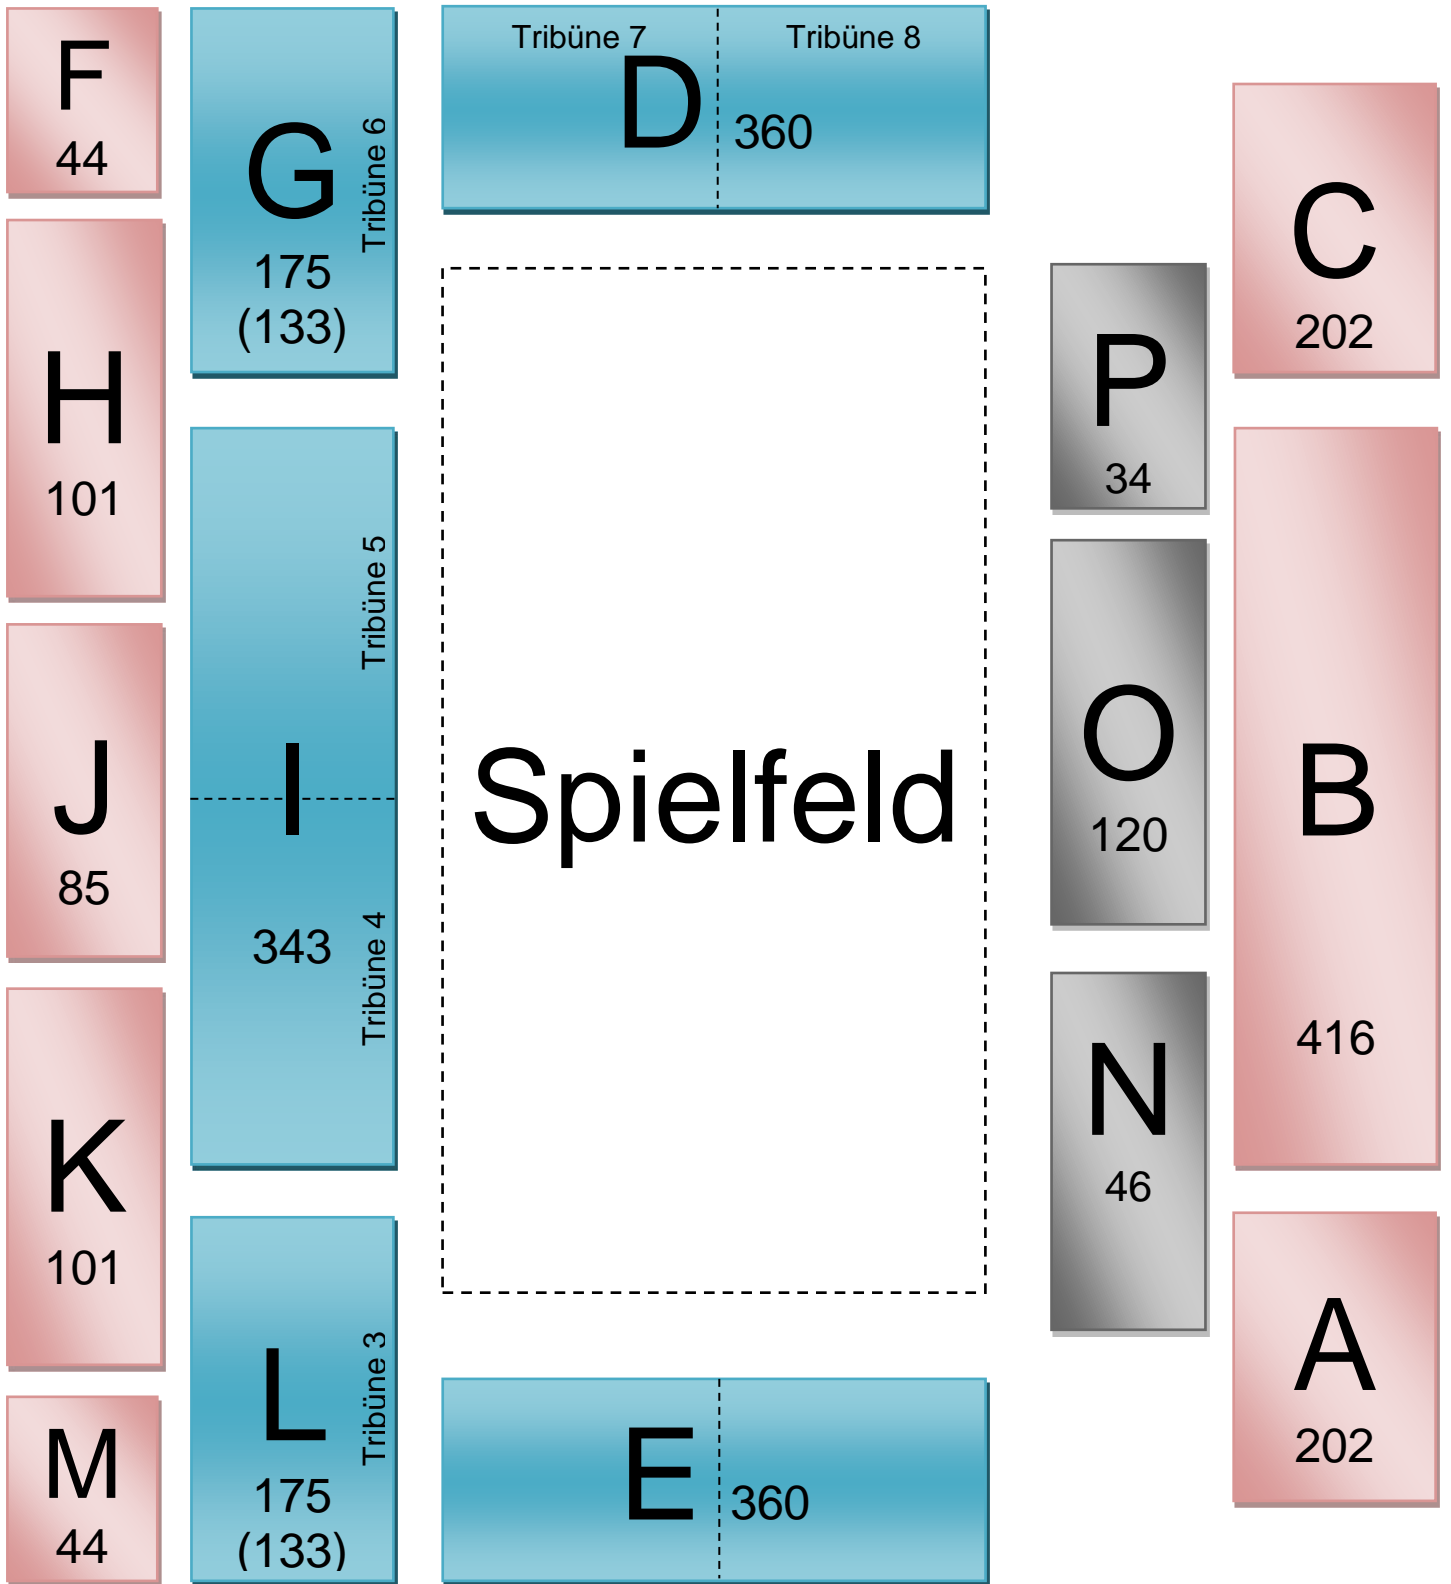 F
44
H
101
J
85
K
101
M
44
G
175
(133)
Tribüne 6
I
343
Tribüne 5
Tribüne 4
L
175
(133)
Tribüne 3
Tribüne 7 Tribüne 8
D
360
Spielfeld
E
360
P
34
O
120
N
46
C
202
B
416
A
202